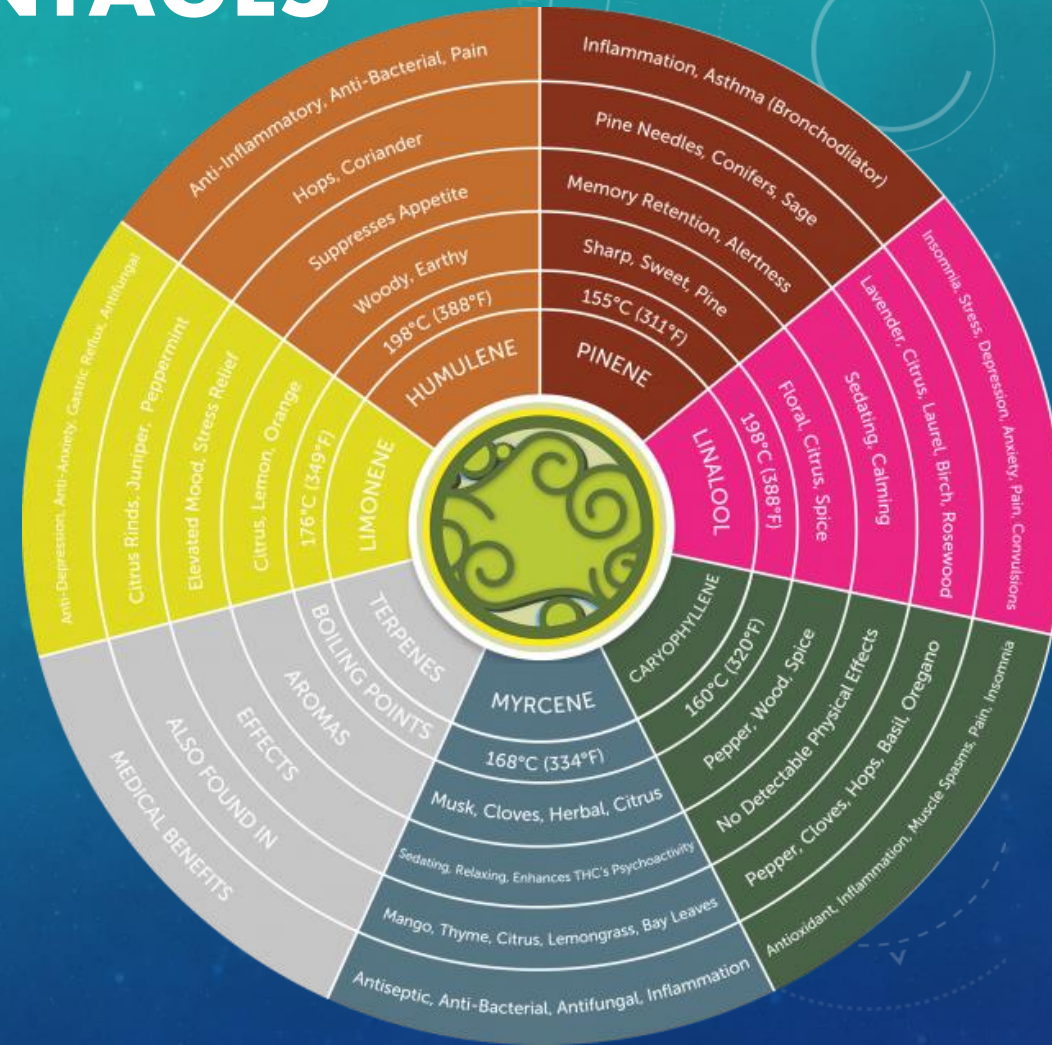 NTAGES
Anti-Inflammatory, Anti-Bacterial, Pain
Hops, Coriander
Suppresses Appetite
Woody, Earthy
198°C (388°F)
HUMULENE
Inflammation, Asthma (Bronchodilator)
Pine Needles, Conifers, Sage
Memory Retention, Alertness
Sharp, Sweet, Pine
155°C (311°F)
PINENE
Insomnia, Stress, Depression, Anxiety, Pain, Convulsions
Lavender, Citrus, Laurel, Birch, Rosewood
Sedating, Calming
Floral, Citrus, Spice
198°C (388°F)
LINALOOL
CARYOPHYLLENE
160°C (320°F)
Pepper, Wood, Spice
No Detectable Physical Effects
Pepper, Cloves, Hops, Basil, Oregano
Antioxidant, Inflammation, Muscle Spasms, Pain, Insomnia
MYRCENE
168°C (334°F)
Musk, Cloves, Herbal, Citrus
Sedating, Relaxing, Enhances THC's Psychoactivity
Mango, Thyme, Citrus, Lemongrass, Bay Leaves
Antiseptic, Anti-Bacterial, Antifungal, Inflammation
TERPENES
BOILING POINTS
AROMAS
EFFECTS
ALSO FOUND IN
MEDICAL BENEFITS
Anti-Depression, Anti-Anxiety, Gastric Reflux, Antifungal
Citrus Rinds, Juniper, Peppermint
Elevated Mood, Stress Relief
Citrus, Lemon, Orange
176°C (349°F)
LIMONENE